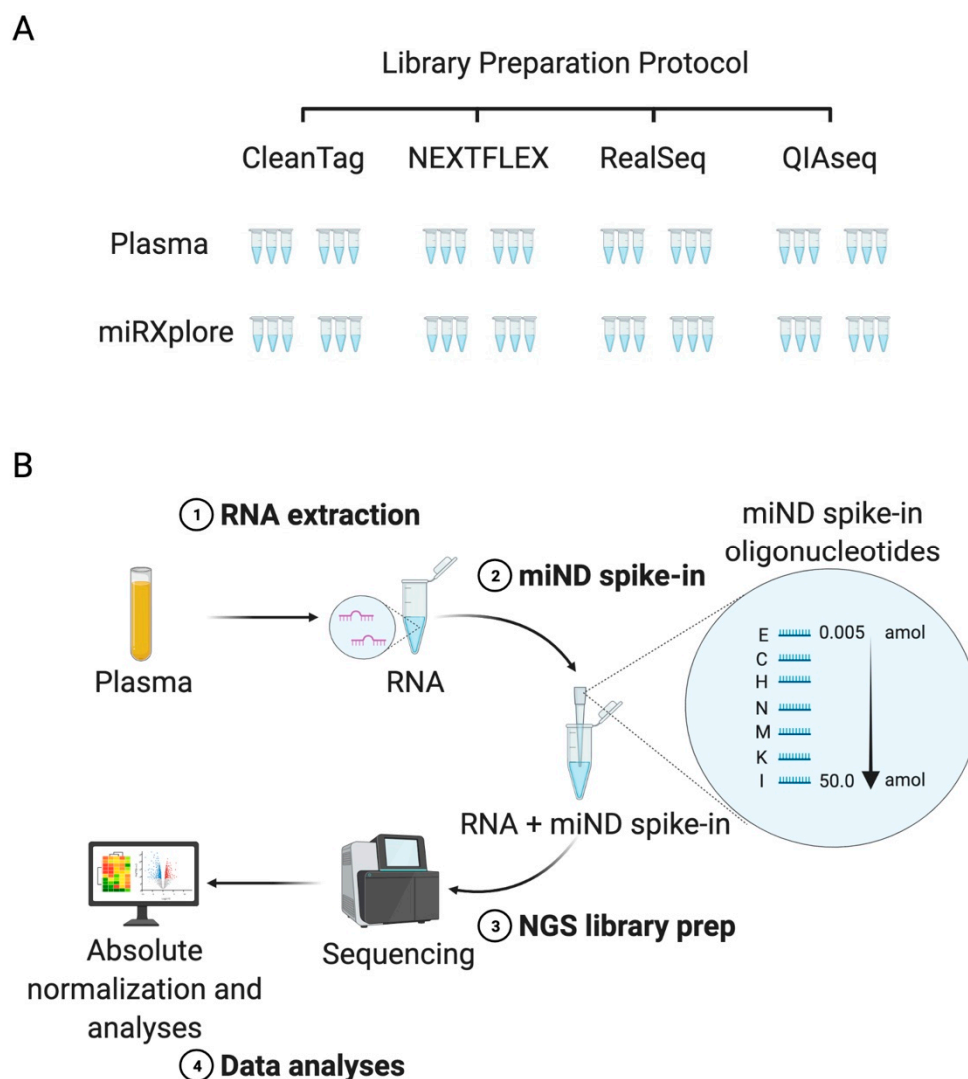 A
Library Preparation Protocol
CleanTag NEXTFLEX RealSeq QIAseq
Plasma
miRXplore
B
1 RNA extraction
2 miND spike-in
miND spike-in
oligonucleotides
E 0.005 amol
C
H
N
M
K
I 50.0 amol
Plasma
RNA
RNA + miND spike-in
3 NGS library prep
Sequencing
Absolute
normalization and
analyses
4 Data analyses